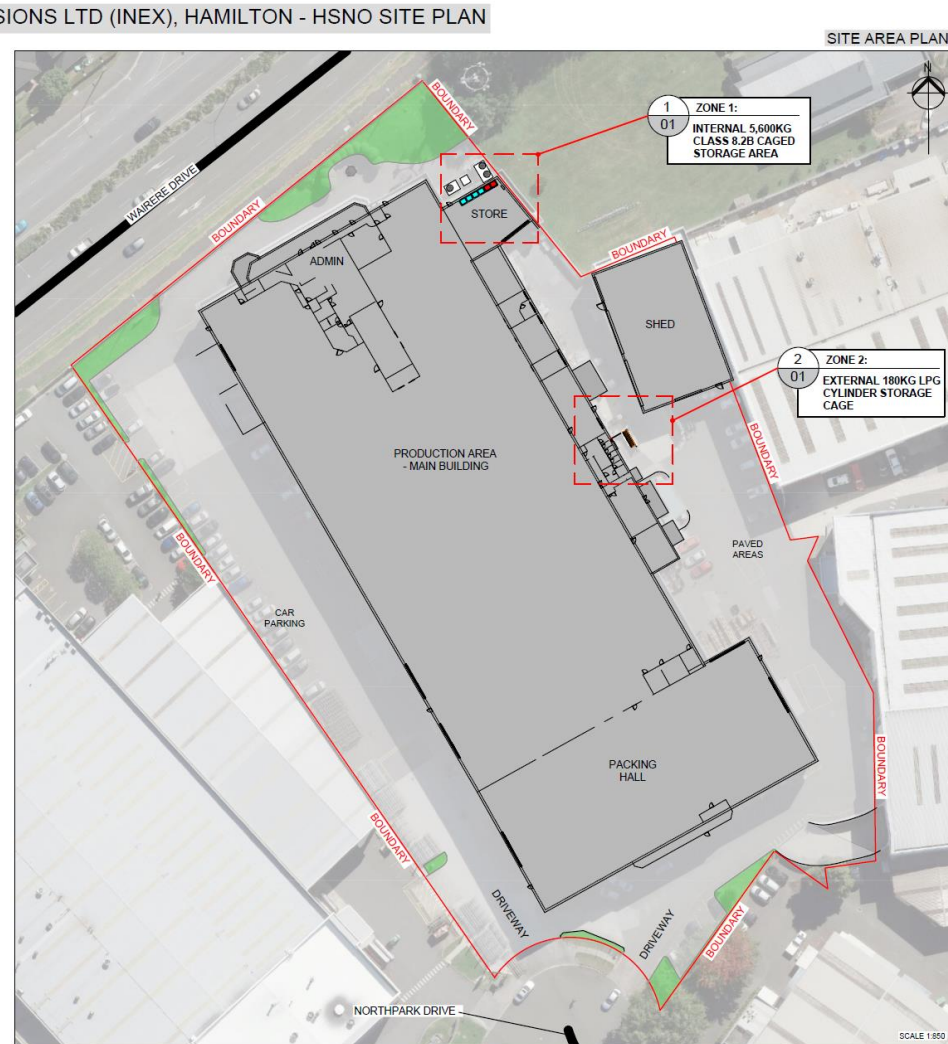 SIONS LTD (INEX), HAMILTON - HSNO SITE PLAN
SITE AREA PLAN
N
BOUNDARY
1
01
ZONE 1:
INTERNAL 5,600KG
CLASS 8.2B CAGED
STORAGE AREA
WAIRERE DRIVE
BOUNDARY
STORE
BOUNDARY
ADMIN
SHED
2
01
ZONE 2:
EXTERNAL 180KG LPG
CYLINDER STORAGE
CAGE
PRODUCTION AREA
- MAIN BUILDING
BOUNDARY
BOUNDARY
PAVED
AREAS
CAR
PARKING
PACKING
HALL
BOUNDARY
BOUNDARY
DRIVEWAY
DRIVEWAY
BOUNDARY
NORTHPARK DRIVE
SCALE 1:650